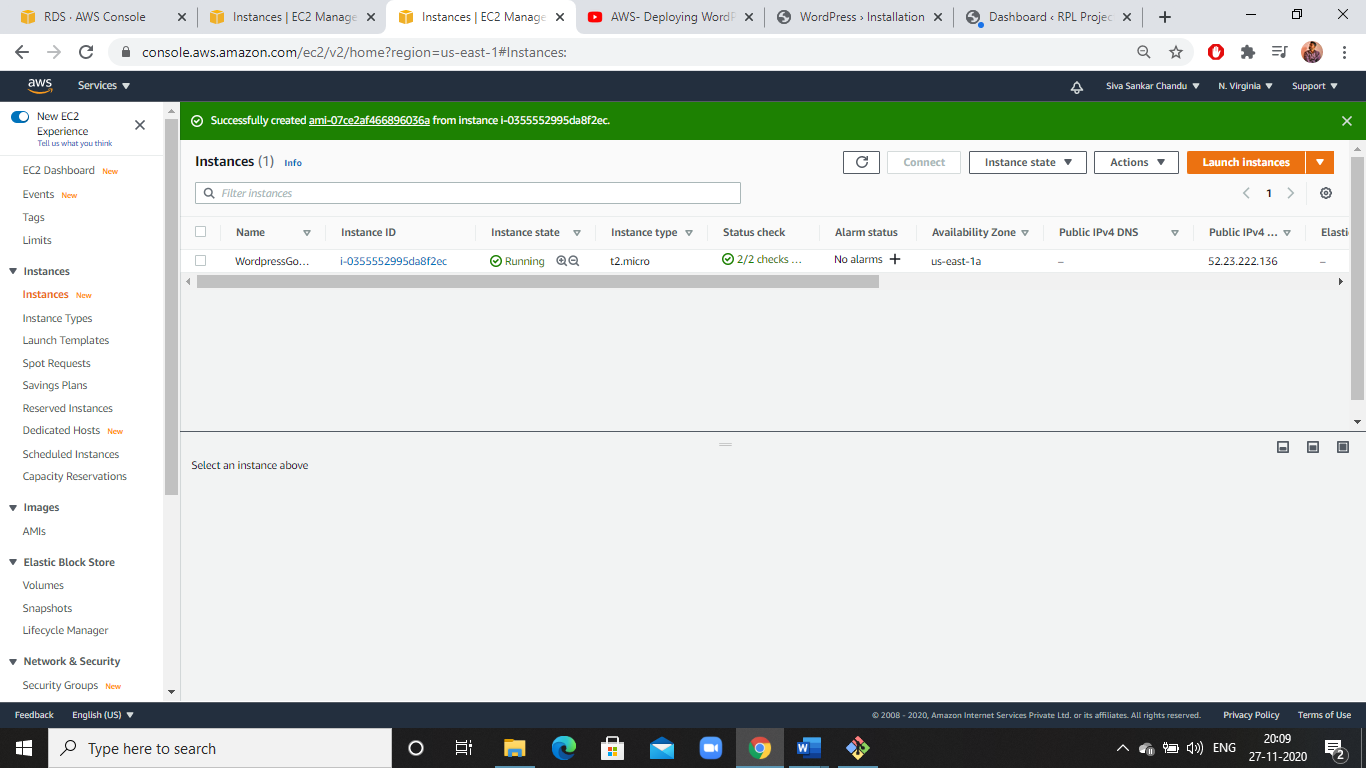 RDS · AWS Console
Instances | EC2 Manage
Instances | EC2 Manage
AWS- Deploying WordP
WordPress › Installation
Dashboard ‹ RPL Projec
console.aws.amazon.com/ec2/v2/home?region=us-east-1#Instances:
aws
Services
Siva Sankar Chandu
N. Virginia
Support
New EC2
Experience
Tell us what you think
Successfully created ami-07ce2af466896036a from instance i-0355552995da8f2ec.
EC2 Dashboard New
Events New
Tags
Limits
Instances
Instances New
Instance Types
Launch Templates
Spot Requests
Savings Plans
Reserved Instances
Dedicated Hosts New
Scheduled Instances
Capacity Reservations
Images
AMIs
Elastic Block Store
Volumes
Snapshots
Lifecycle Manager
Network & Security
Security Groups New
Instances (1) Info
Connect
Instance state
Actions
Launch instances
Filter instances
1
Name Instance ID Instance state Instance type Status check Alarm status Availability Zone Public IPv4 DNS Public IPv4 ... Elasti
WordpressGo... i-0355552995da8f2ec Running t2.micro 2/2 checks ... No alarms + us-east-1a – 52.23.222.136 –
Select an instance above
Feedback English (US) © 2008 - 2020, Amazon Internet Services Private Ltd. or its affiliates. All rights reserved. Privacy Policy Terms of Use
Type here to search
ENG
20:09
27-11-2020
2